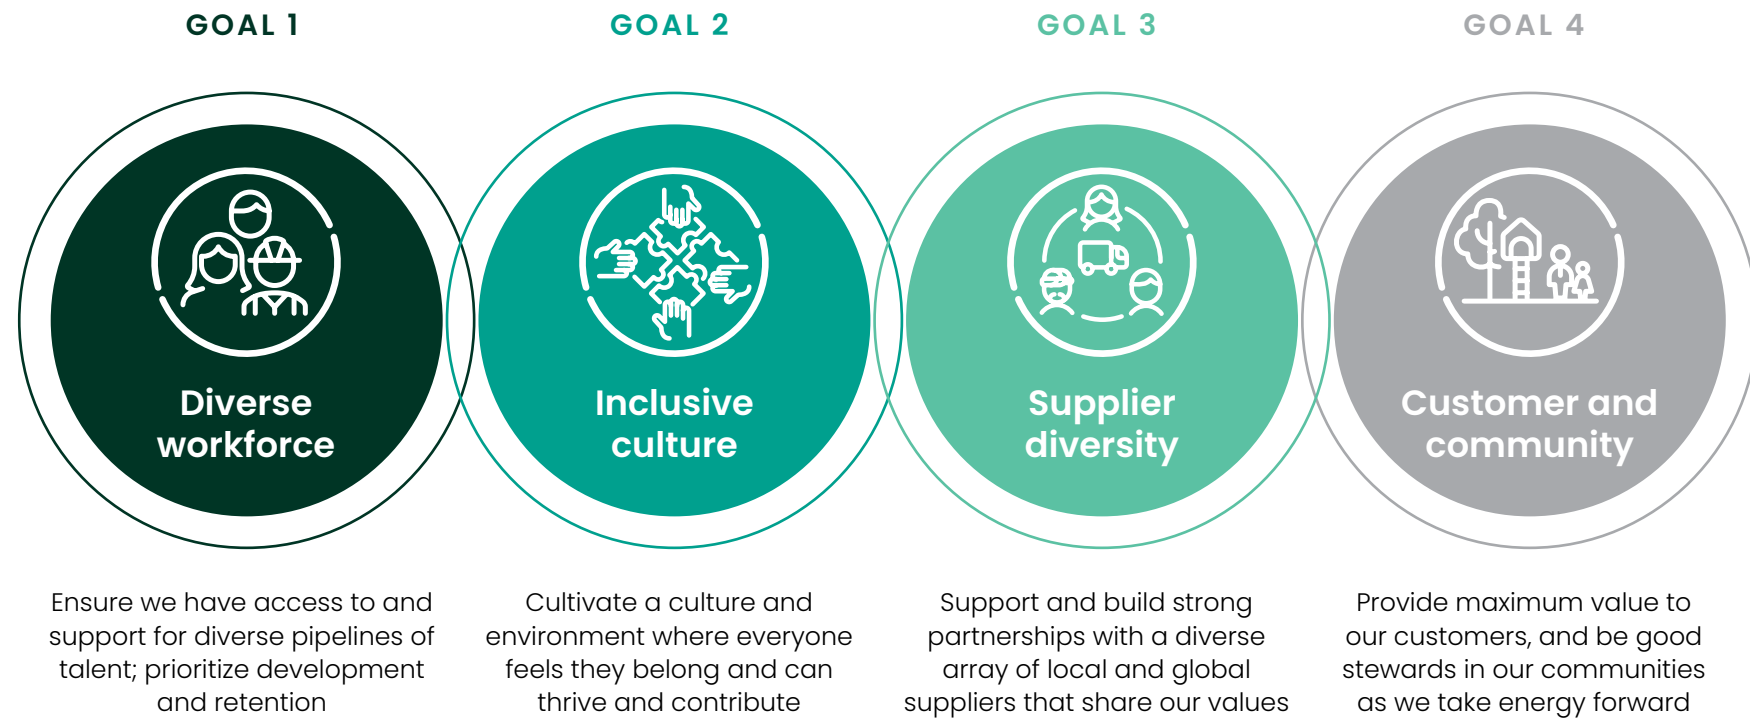 GOAL 1
Diverse
workforce
Ensure we have access to and
support for diverse pipelines of
talent; prioritize development
and retention
GOAL 2
Inclusive
culture
Cultivate a culture and
environment where everyone
feels they belong and can
thrive and contribute
GOAL 3
Supplier
diversity
Support and build strong
partnerships with a diverse
array of local and global
suppliers that share our values
GOAL 4
Customer and
community
Provide maximum value to
our customers, and be good
stewards in our communities
as we take energy forward